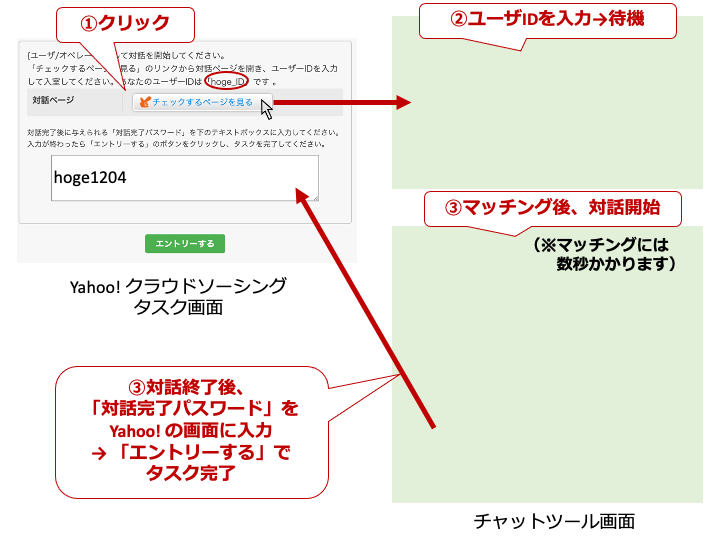 ①クリック
②ユーザIDを入力→待機
{ユーザ/オペレー して対話を開始してください。
「チェックするペー 見る」のリンクから対話ページを開き、ユーザーIDを入力
して入室してください。 なたのユーザーIDは「hoge_ID」です 。
対話ページ
チェックするページを見る
対話完了後に与えられる「対話完了パスワード」を下のテキストボックスに入力してください。
入力が終わったら「エントリーする」のボタンをクリックし、タスクを完了してください。
hoge1204
エントリーする
Yahoo! クラウドソーシング
タスク画面
③マッチング後、対話開始
（※マッチングには
数秒かかります）
③対話終了後、
「対話完了パスワード」を
Yahoo! の画面に入力
→「エントリーする」で
タスク完了
チャットツール画面